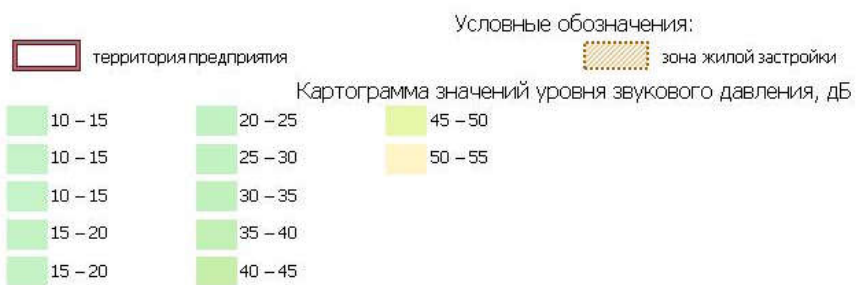 Условные обозначения:
территория предприятия
зона жилой застройки
Картограмма значений уровня звукового давления, дБ
10 – 15
20 – 25
45 – 50
10 – 15
25 – 30
50 – 55
10 – 15
30 – 35
15 – 20
35 – 40
15 – 20
40 – 45